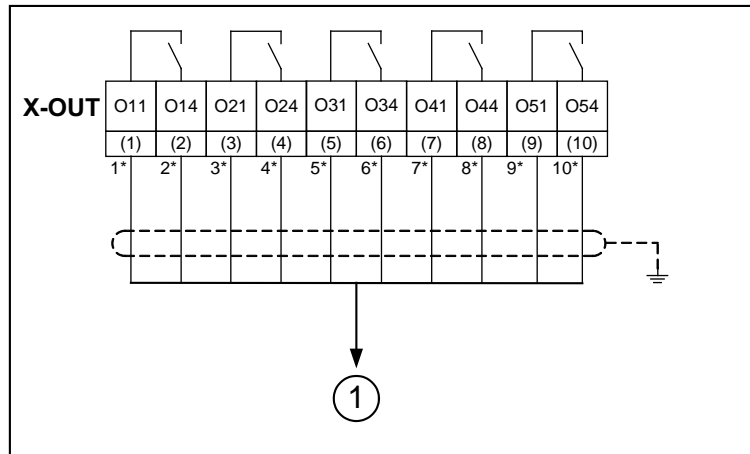 X-OUT O11 O14 O21 O24 O31 O34 O41 O44 O51 O54
(1) (2) (3) (4) (5) (6) (7) (8) (9) (10)
1* 2* 3* 4* 5* 6* 7* 8* 9* 10*
1